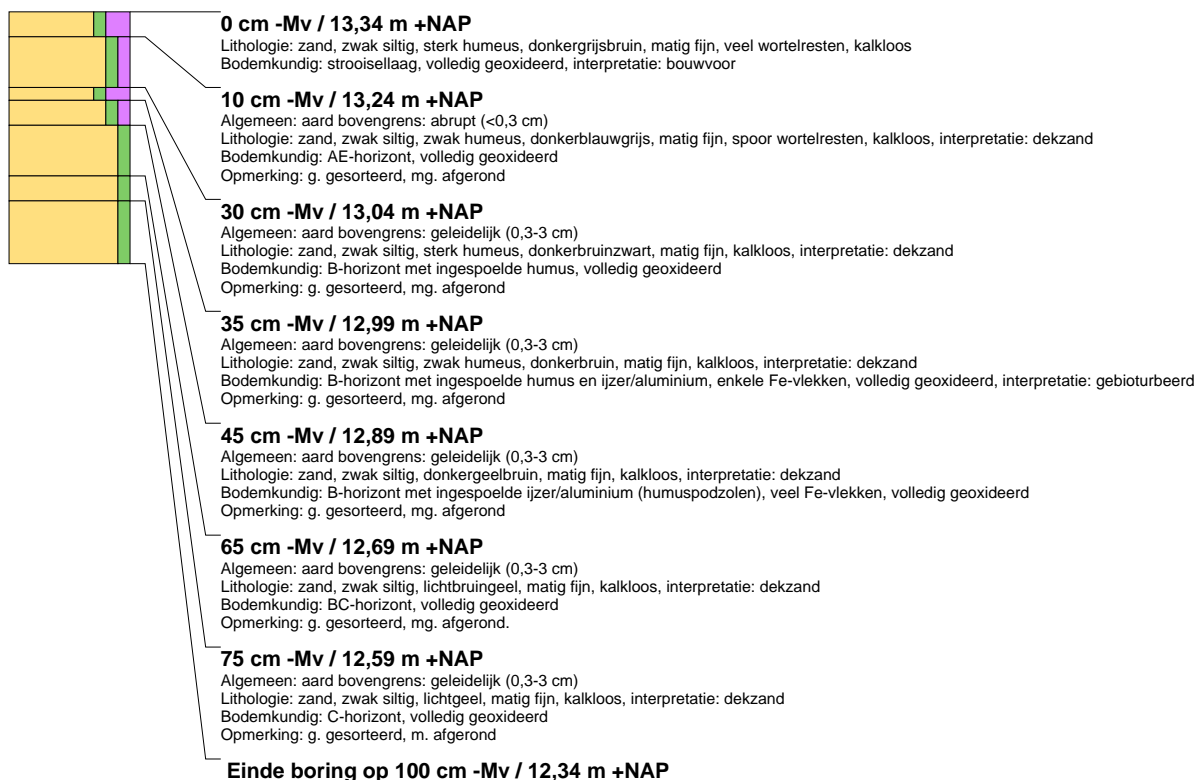 0 cm -Mv / 13,34 m +NAP
Lithologie: zand, zwak siltig, sterk humeus, donkergrijsbruin, matig fijn, veel wortelresten, kalkloos
Bodemkundig: strooisellaag, volledig geoxideerd, interpretatie: bouwvoor
10 cm -Mv / 13,24 m +NAP
Algemeen: aard bovengrens: abrupt (<0,3 cm)
Lithologie: zand, zwak siltig, zwak humeus, donkerblauwgrijs, matig fijn, spoor wortelresten, kalkloos, interpretatie: dekzand
Bodemkundig: AE-horizont, volledig geoxideerd
Opmerking: g. gesorteerd, mg. afgerond
30 cm -Mv / 13,04 m +NAP
Algemeen: aard bovengrens: geleidelijk (0,3-3 cm)
Lithologie: zand, zwak siltig, sterk humeus, donkerbruinzwart, matig fijn, kalkloos, interpretatie: dekzand
Bodemkundig: B-horizont met ingespoelde humus, volledig geoxideerd
Opmerking: g. gesorteerd, mg. afgerond
35 cm -Mv / 12,99 m +NAP
Algemeen: aard bovengrens: geleidelijk (0,3-3 cm)
Lithologie: zand, zwak siltig, zwak humeus, donkerbruin, matig fijn, kalkloos, interpretatie: dekzand
Bodemkundig: B-horizont met ingespoelde humus en ijzer/aluminium, enkele Fe-vlekken, volledig geoxideerd, interpretatie: gebioturbeerd
Opmerking: g. gesorteerd, mg. afgerond
45 cm -Mv / 12,89 m +NAP
Algemeen: aard bovengrens: geleidelijk (0,3-3 cm)
Lithologie: zand, zwak siltig, donkergeelbruin, matig fijn, kalkloos, interpretatie: dekzand
Bodemkundig: B-horizont met ingespoelde ijzer/aluminium (humuspodzolen), veel Fe-vlekken, volledig geoxideerd
Opmerking: g. gesorteerd, mg. afgerond
65 cm -Mv / 12,69 m +NAP
Algemeen: aard bovengrens: geleidelijk (0,3-3 cm)
Lithologie: zand, zwak siltig, lichtbruingeel, matig fijn, kalkloos, interpretatie: dekzand
Bodemkundig: BC-horizont, volledig geoxideerd
Opmerking: g. gesorteerd, mg. afgerond.
75 cm -Mv / 12,59 m +NAP
Algemeen: aard bovengrens: geleidelijk (0,3-3 cm)
Lithologie: zand, zwak siltig, lichtgeel, matig fijn, kalkloos, interpretatie: dekzand
Bodemkundig: C-horizont, volledig geoxideerd
Opmerking: g. gesorteerd, m. afgerond
Einde boring op 100 cm -Mv / 12,34 m +NAP